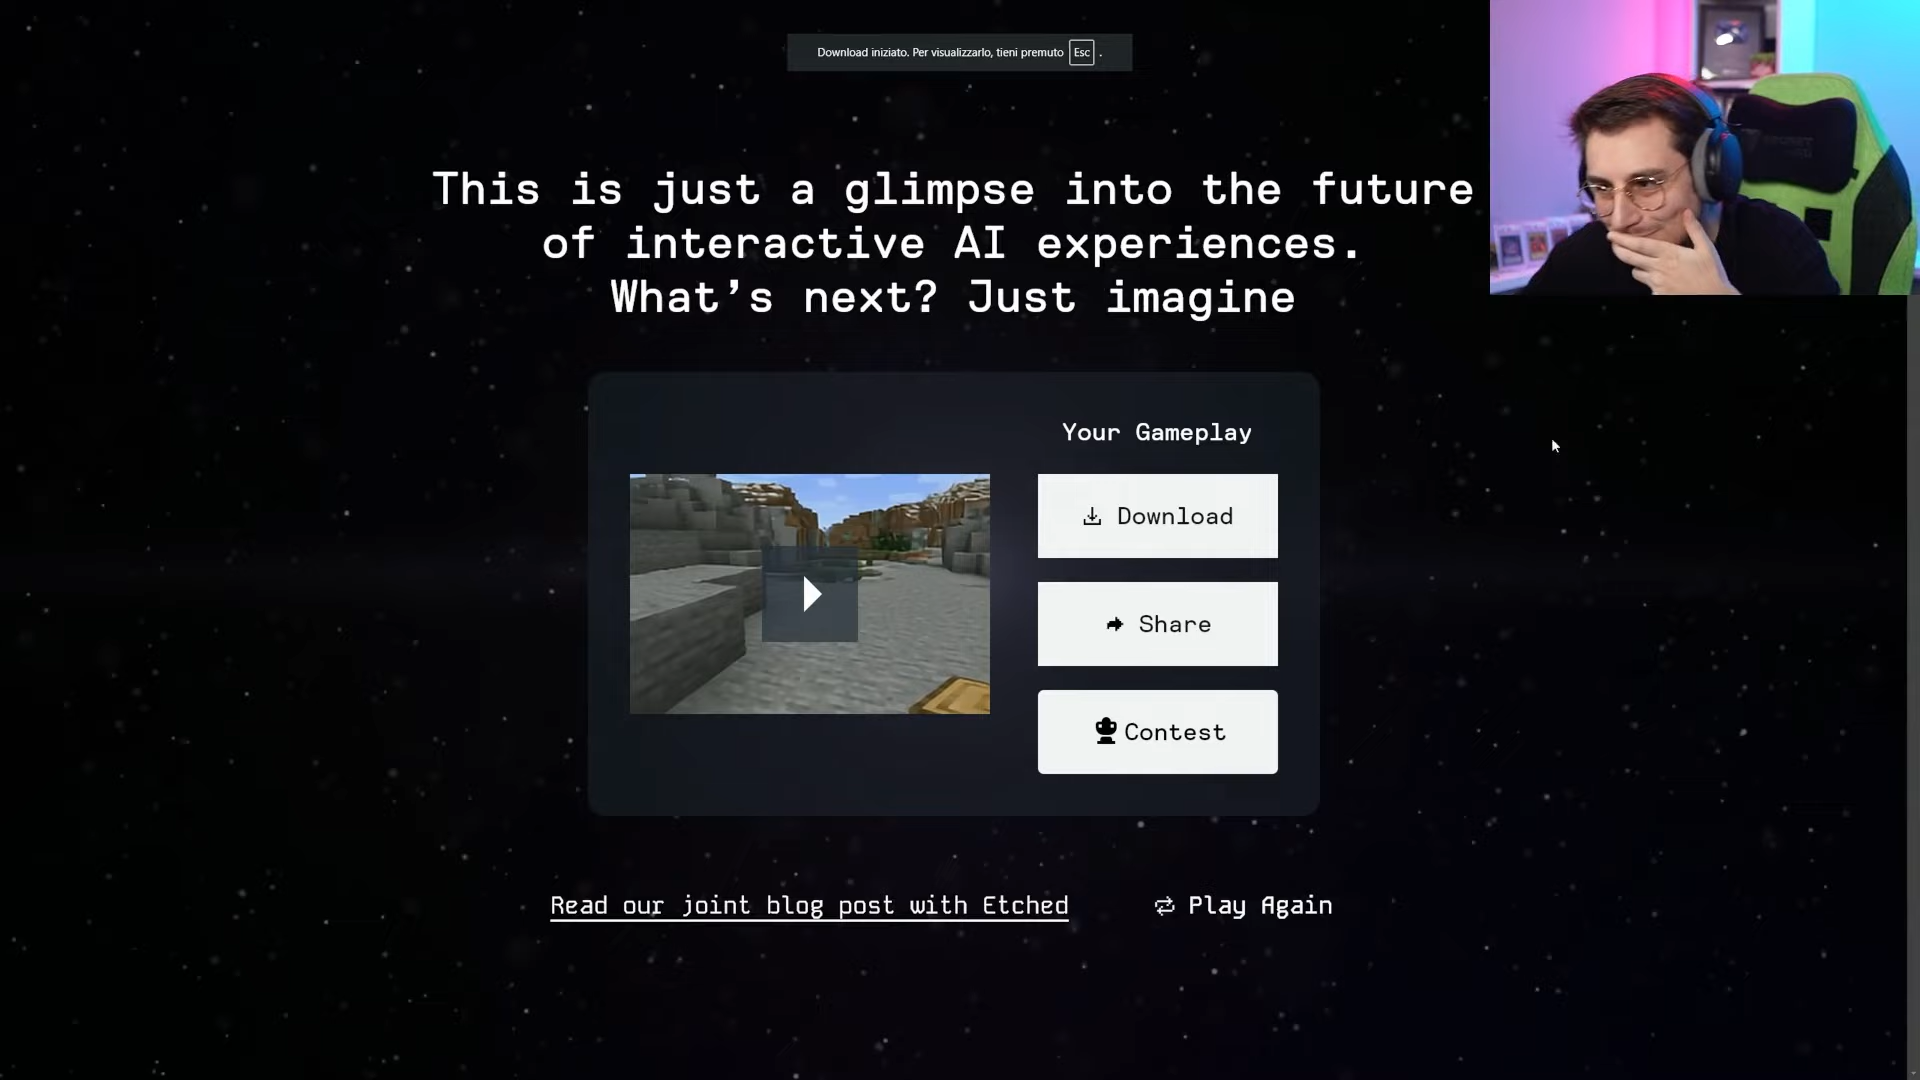 Download iniziato. Per visualizzarlo, tieni premuto Esc .
This is just a glimpse into the future
of interactive AI experiences.
What's next? Just imagine
Your Gameplay
Download
Share
Contest
Read our joint blog post with Etched
Play Again